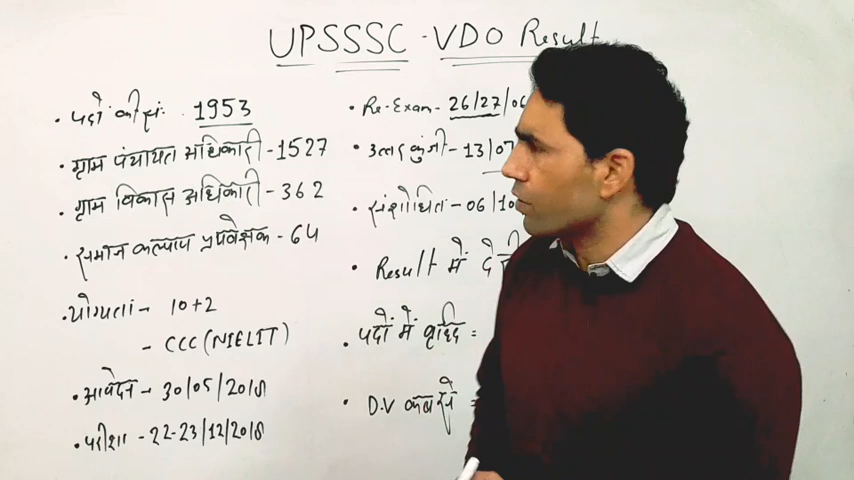 UPSSSC - VDO Result
• पदों की सं: 1953
• ग्राम पंचायत अधिकारी - 1527
• ग्राम विकास अधिकारी - 362
• समाज कल्याण पर्यवेक्षक - 64
• योग्यता - 10+2
- CCC (NIELIT)
• आवेदन - 30/05/2018
• परीक्षा - 22-23/12/2018
• Re-Exam - 26/27/06
• उत्तर कुंजी - 13/07
• संशोधित - 06/10
• Result में देरी
• पदों में वृद्धि =
• D.V कब से =